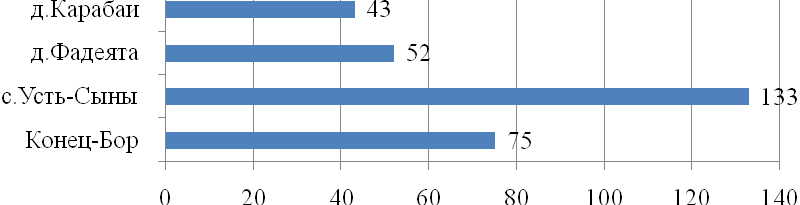 д.Карабаи 43
д.Фадеята 52
с.Усть-Сыны 133
Конец-Бор 75
0 20 40 60 80 100 120 140